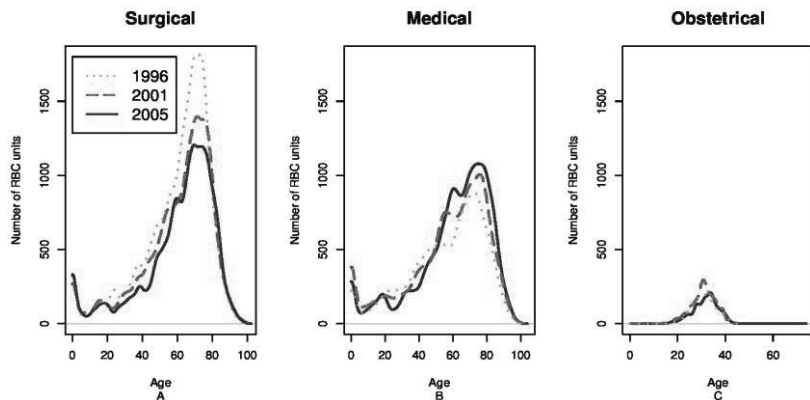 Surgical
1996
2001
2005
Number of RBC units
0
500
1000
1500
0 20 40 60 80 100
Age
A
Medical
Number of RBC units
0
500
1000
1500
0 20 40 60 80 100
Age
B
Obstetrical
Number of RBC units
0
500
1000
1500
0 20 40 60
Age
C